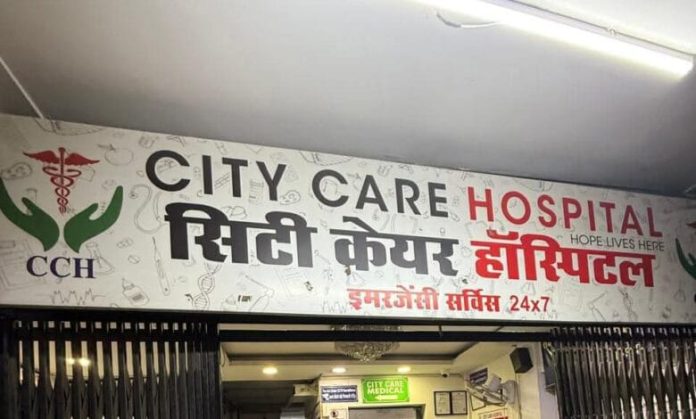 CITY CARE HOSPITAL
HOPE LIVES HERE
सिटी केयर हॉस्पिटल
CCH
इमरजेंसी सर्विस 24x7
CITY CARE
MEDICAL